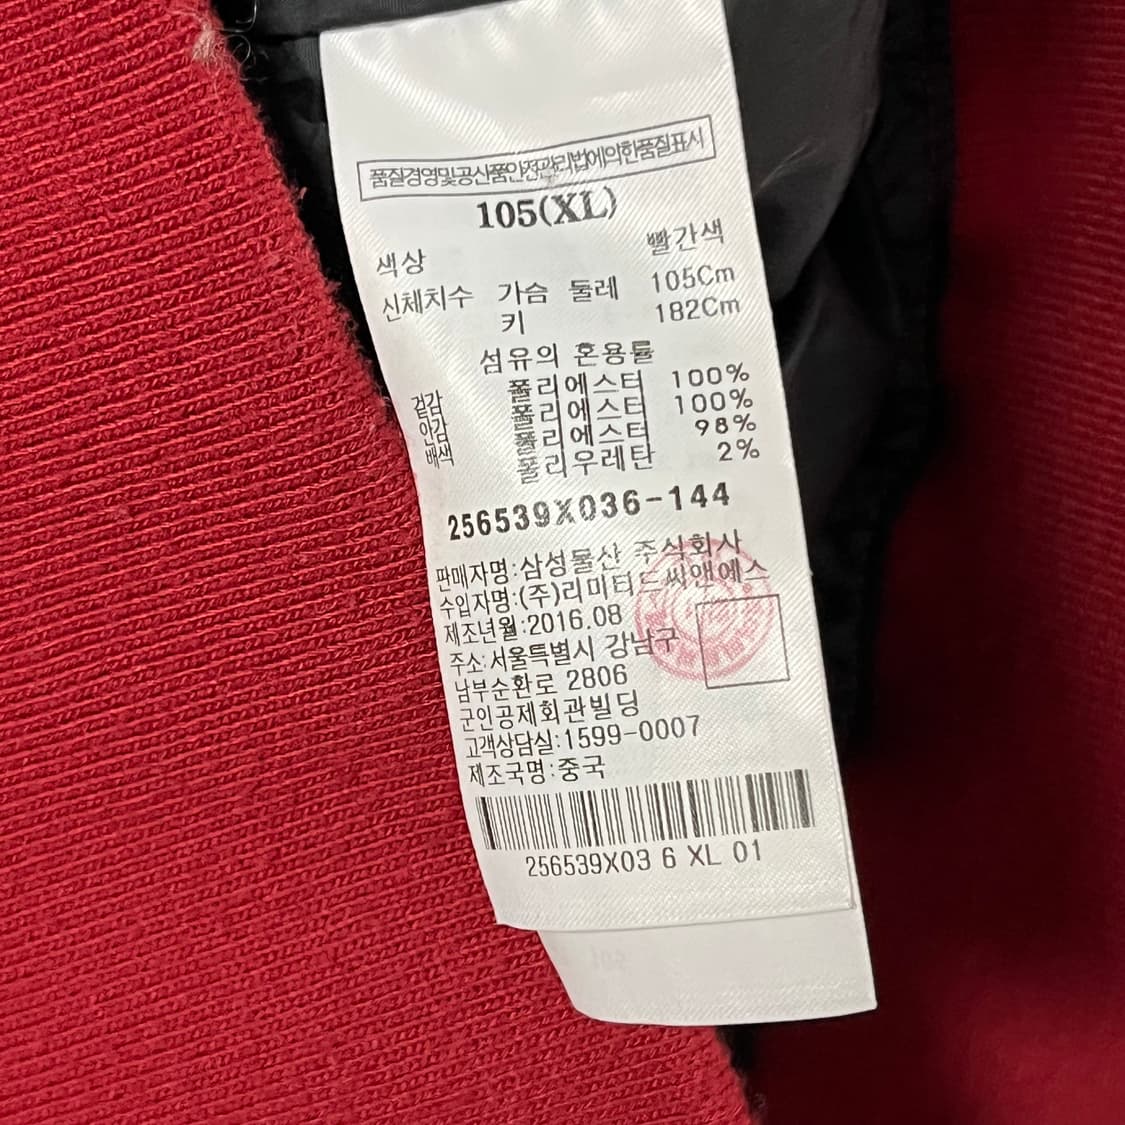 품질경영및공산품안전관리법에의한품질표시
105(XL)
색상 빨간색
신체치수 가슴 둘레 105Cm
키 182Cm
섬유의 혼용률
겉감 폴리에스터 100%
안감 폴리에스터 100%
배색 폴리에스터 98%
폴리우레탄 2%
256539X036-144
판매자명:삼성물산 주식회사
수입자명:(주)리미티드씨앤에스
제조년월:2016.08
주소:서울특별시 강남구
남부순환로 2806
군인공제회관빌딩
고객상담실:1599-0007
제조국명:중국
256539X03 6 XL 01